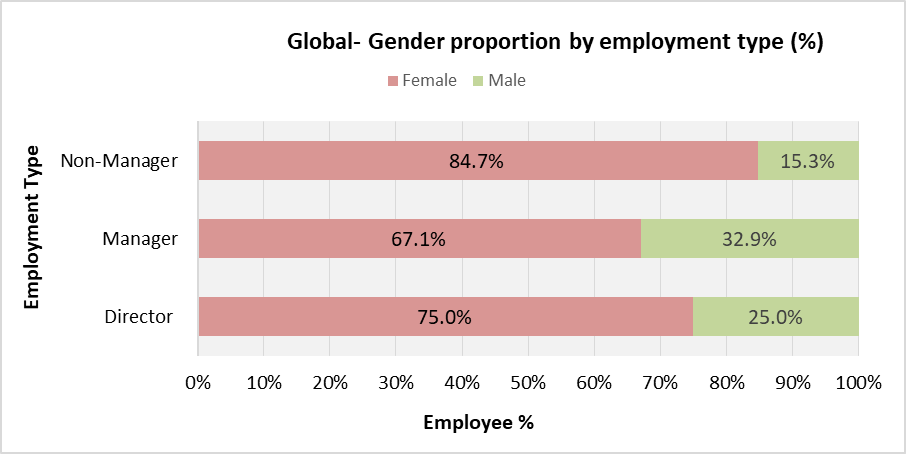 Global- Gender proportion by employment type (%)
Female Male
Employment Type
Non-Manager 84.7% 15.3%
Manager 67.1% 32.9%
Director 75.0% 25.0%
0% 10% 20% 30% 40% 50% 60% 70% 80% 90% 100%
Employee %